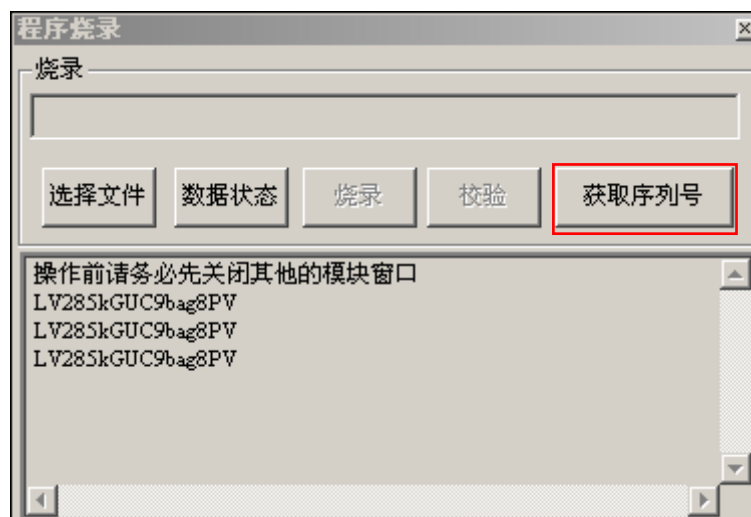 程序烧录
烧录
选择文件 数据状态 烧录 校验 获取序列号
操作前请务必先关闭其他的模块窗口
LV285kGUC9bag8PV
LV285kGUC9bag8PV
LV285kGUC9bag8PV